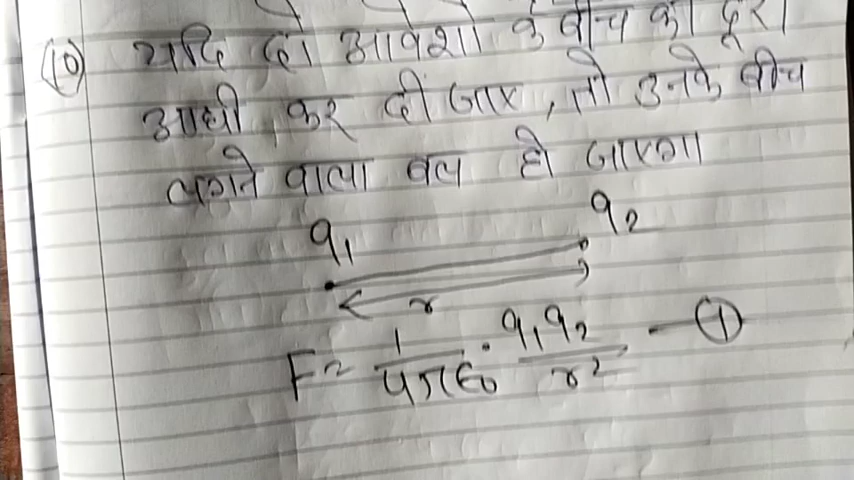 (10) यदि दो आवेशो के बीच की दूरी
आधी कर दी जाए, तो उनके बीच
लगने वाला बल हो जाएगा
q₁ q₂
r
F = 1/4πε₀ · q₁q₂/r² — (1)